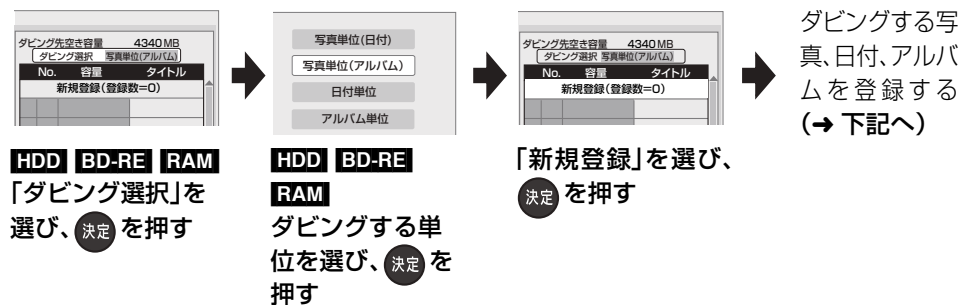 ダビング先空き容量 4340MB
ダビング選択 写真単位(アルバム)
No. 容量 タイトル
新規登録(登録数=0)
HDD BD-RE RAM
「ダビング選択」を
選び、決定を押す
写真単位(日付)
写真単位(アルバム)
日付単位
アルバム単位
HDD BD-RE
RAM
ダビングする単
位を選び、決定を
押す
ダビング先空き容量 4340MB
ダビング選択 写真単位(アルバム)
No. 容量 タイトル
新規登録(登録数=0)
「新規登録」を選び、
決定を押す
ダビングする写
真、日付、アルバ
ムを登録する
(➜ 下記へ)